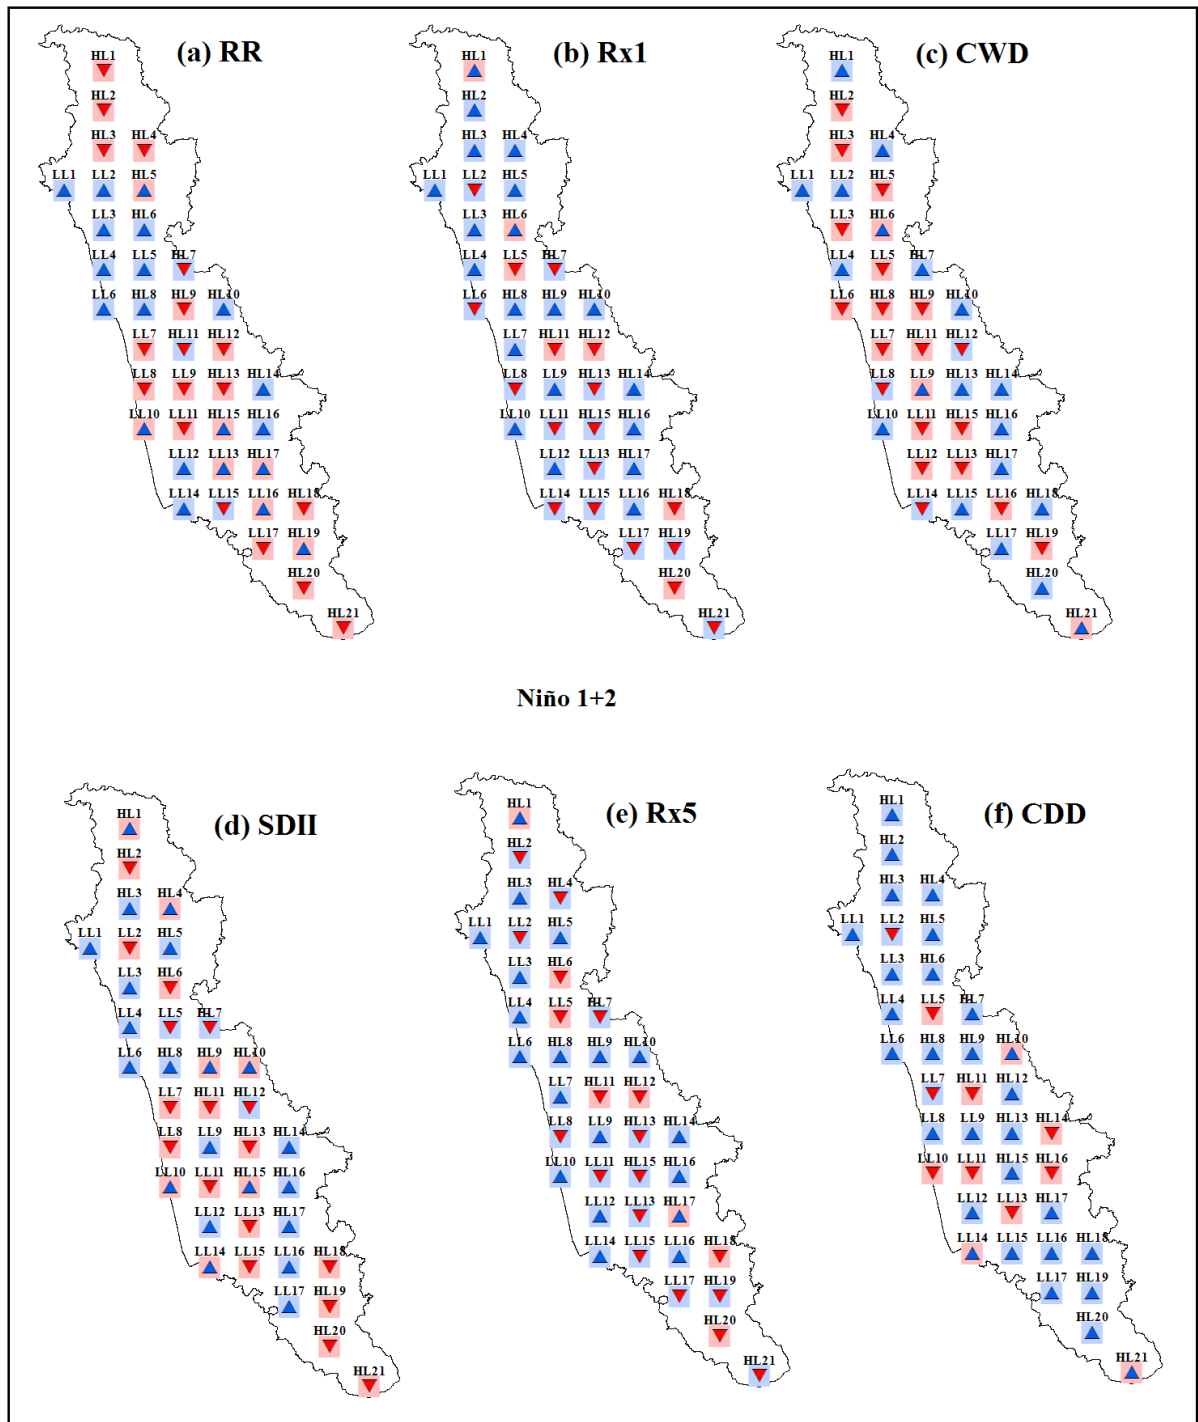 (a) RR
HL1
HL2
HL3 HL4
LL1 LL2 HL5
LL3 HL6
LL4 LL5 HL7
LL6 HL8 HL9 HL10
LL7 HL11 HL12
LL8 LL9 HL13 HL14
LL10 LL11 HL15 HL16
LL12 LL13 HL17
LL14 LL15 LL16 HL18
LL17 HL19
HL20
HL21
(b) Rx1
HL1
HL2
HL3 HL4
LL1 LL2 HL5
LL3 HL6
LL4 LL5 HL7
LL6 HL8 HL9 HL10
LL7 HL11 HL12
LL8 LL9 HL13 HL14
LL10 LL11 HL15 HL16
LL12 LL13 HL17
LL14 LL15 LL16 HL18
LL17 HL19
HL20
HL21
(c) CWD
HL1
HL2
HL3 HL4
LL1 LL2 HL5
LL3 HL6
LL4 LL5 HL7
LL6 HL8 HL9 HL10
LL7 HL11 HL12
LL8 LL9 HL13 HL14
LL10 LL11 HL15 HL16
LL12 LL13 HL17
LL14 LL15 LL16 HL18
LL17 HL19
HL20
HL21
Niño 1+2
(d) SDII
HL1
HL2
HL3 HL4
LL1 LL2 HL5
LL3 HL6
LL4 LL5 HL7
LL6 HL8 HL9 HL10
LL7 HL11 HL12
LL8 LL9 HL13 HL14
LL10 LL11 HL15 HL16
LL12 LL13 HL17
LL14 LL15 LL16 HL18
LL17 HL19
HL20
HL21
(e) Rx5
HL1
HL2
HL3 HL4
LL1 LL2 HL5
LL3 HL6
LL4 LL5 HL7
LL6 HL8 HL9 HL10
LL7 HL11 HL12
LL8 LL9 HL13 HL14
LL10 LL11 HL15 HL16
LL12 LL13 HL17
LL14 LL15 LL16 HL18
LL17 HL19
HL20
HL21
(f) CDD
HL1
HL2
HL3 HL4
LL1 LL2 HL5
LL3 HL6
LL4 LL5 HL7
LL6 HL8 HL9 HL10
LL7 HL11 HL12
LL8 LL9 HL13 HL14
LL10 LL11 HL15 HL16
LL12 LL13 HL17
LL14 LL15 LL16 HL18
LL17 HL19
HL20
HL21